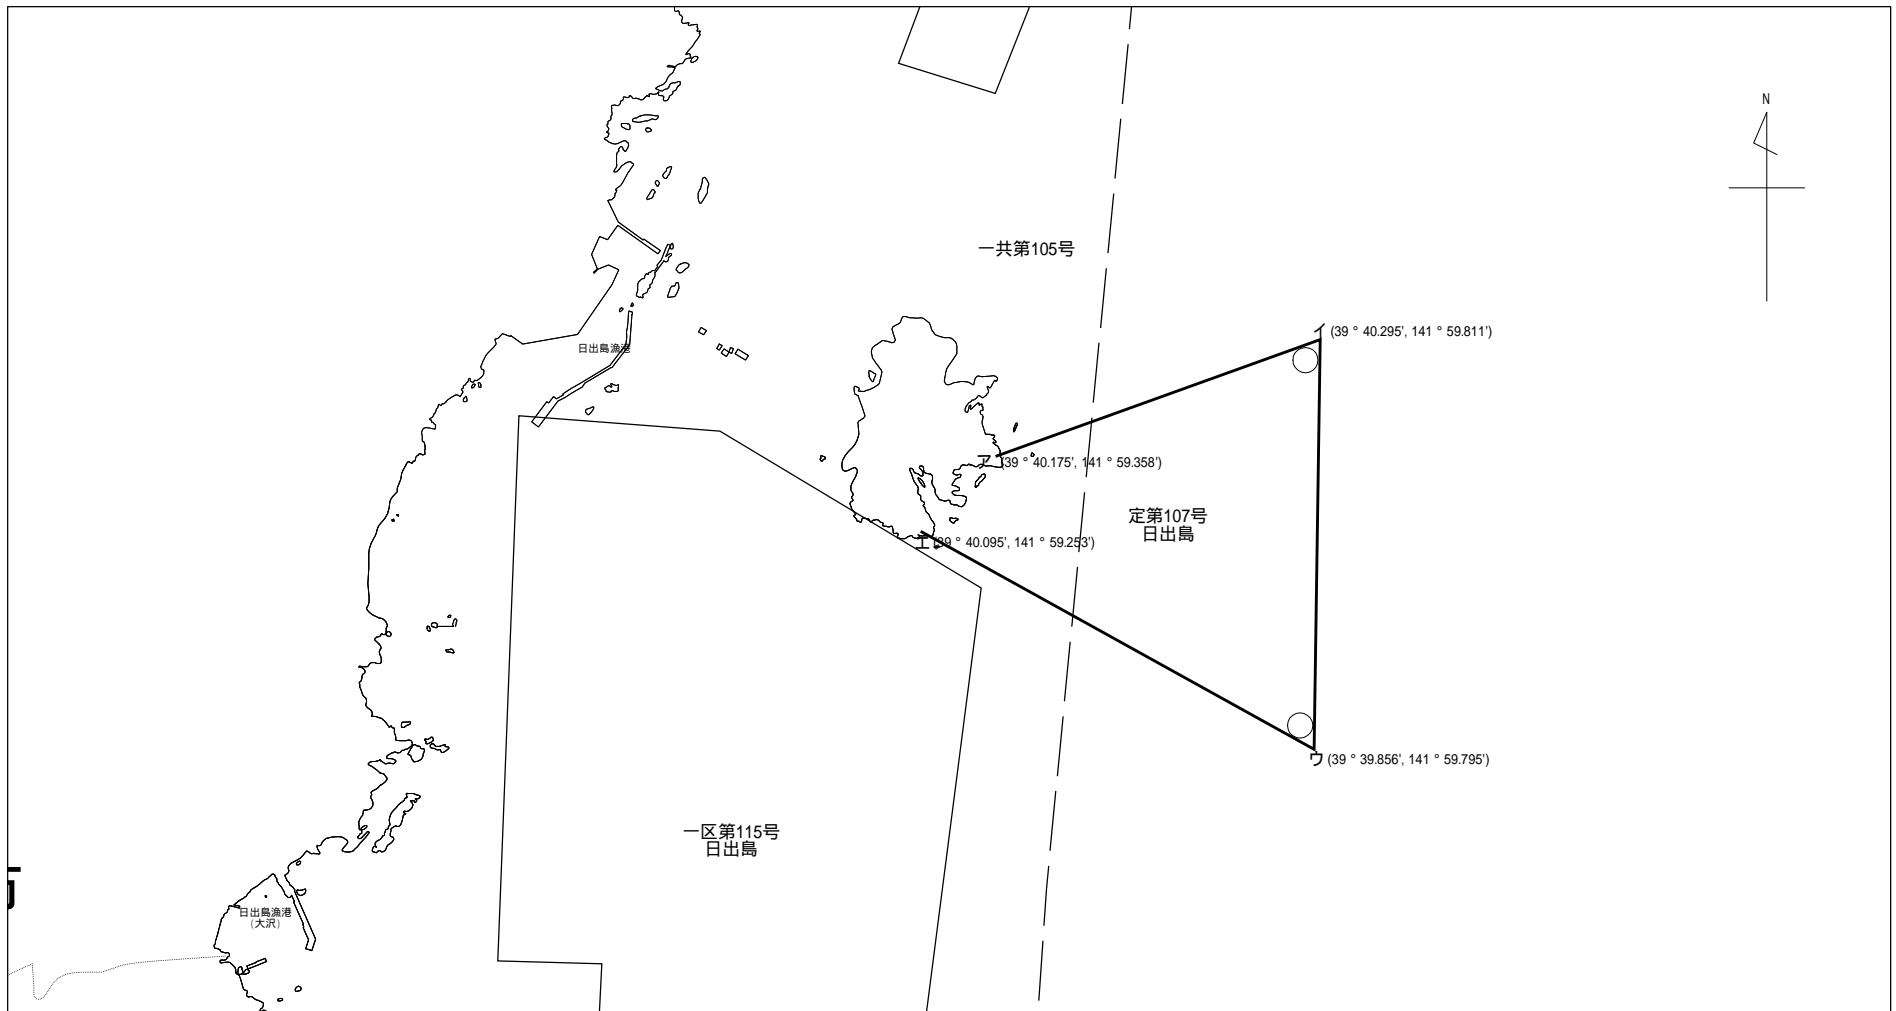 N
一共第105号
イ (39 ° 40.295', 141 ° 59.811')
日出島漁港
ア (39 ° 40.175', 141 ° 59.358')
定第107号
日出島
エ (39 ° 40.095', 141 ° 59.253')
ウ (39 ° 39.856', 141 ° 59.795')
一区第115号
日出島
日出島漁港
(大沢)